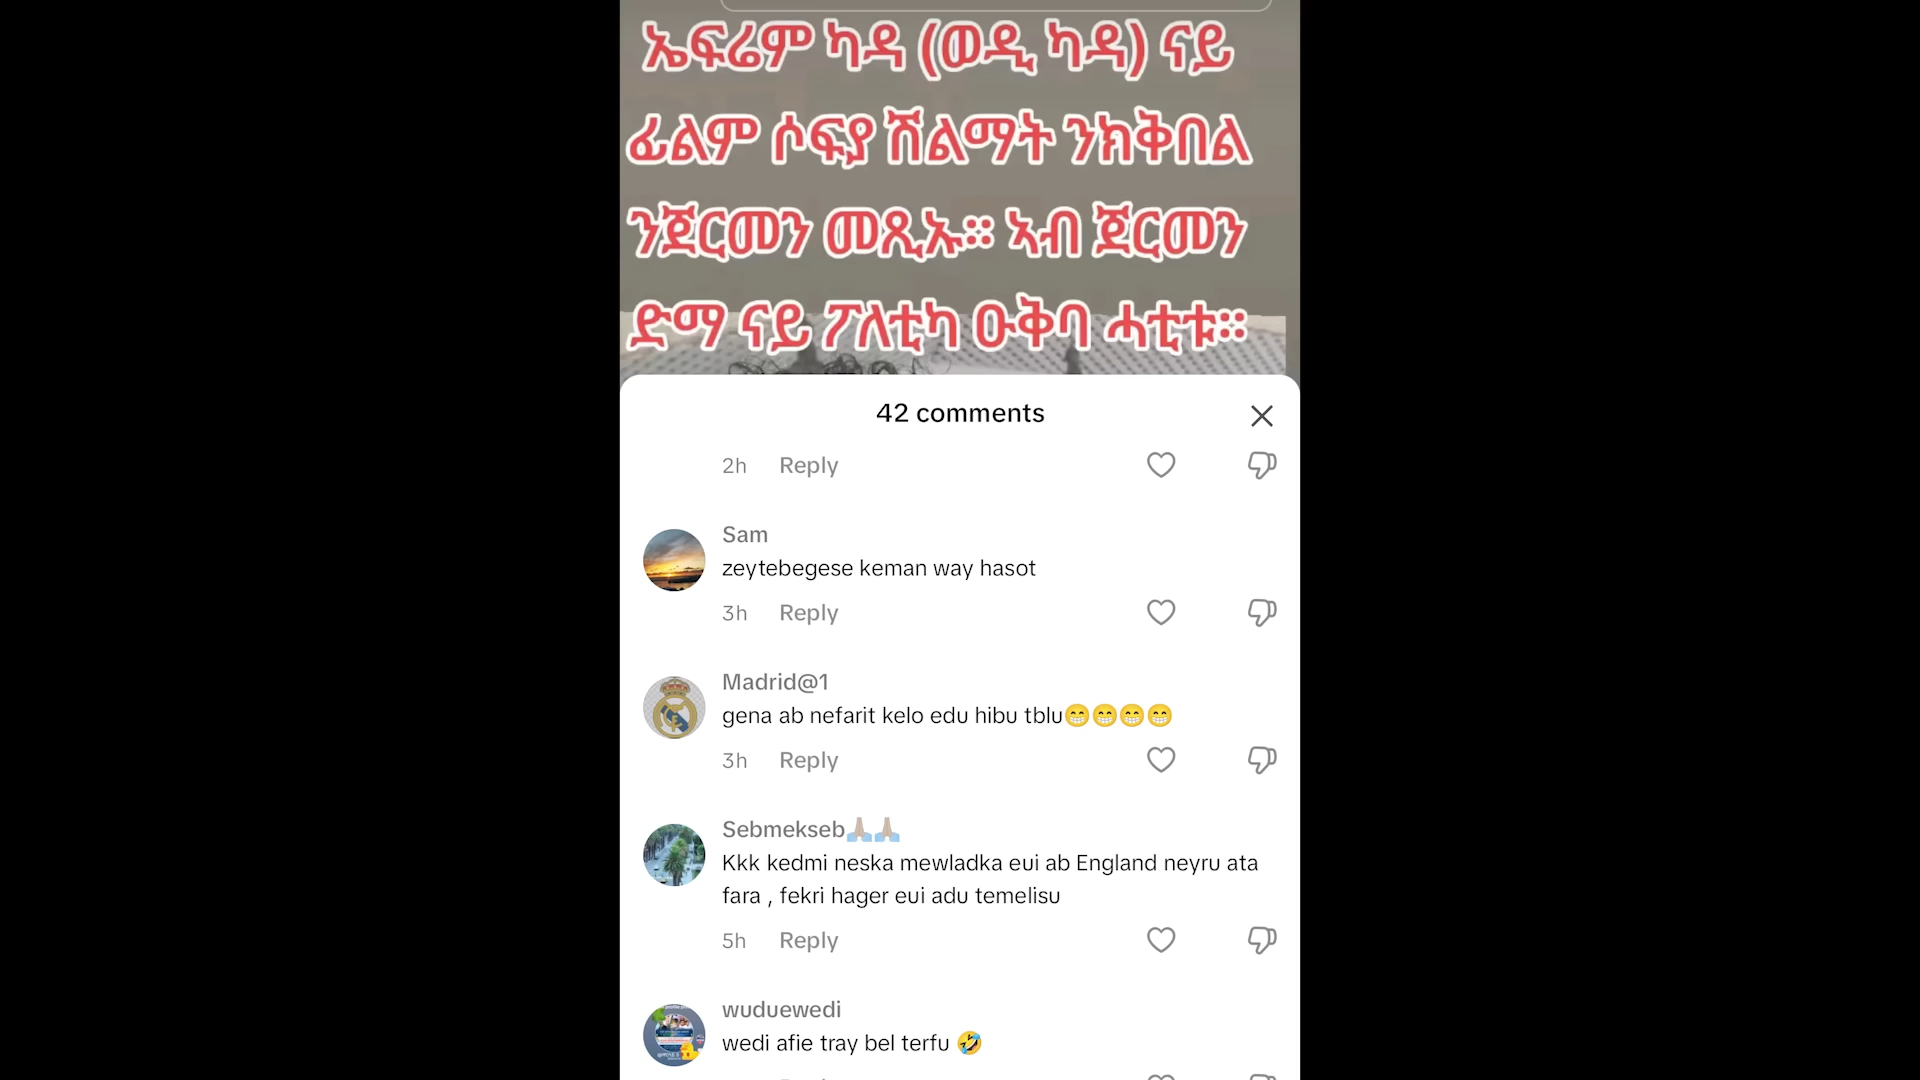 ኤፍሬም ካዳ (ወዲ ካዳ) ናይ
ፊልም ሶፍያ ሽልማት ንክቅበል
ንጀርመን መጺኡ። ኣብ ጀርመን
ድማ ናይ ፖለቲካ ዑቅባ ሓቲቱ።
42 comments
2h Reply
Sam
zeytebegese keman way hasot
3h Reply
Madrid@1
gena ab nefarit kelo edu hibu tblu😁😁😁😁
3h Reply
Sebmekseb🙏🏼🙏🏼
Kkk kedmi neska mewladka eui ab England neyru ata
fara , fekri hager eui adu temelisu
5h Reply
wuduewedi
wedi afie tray bel terfu 🤣